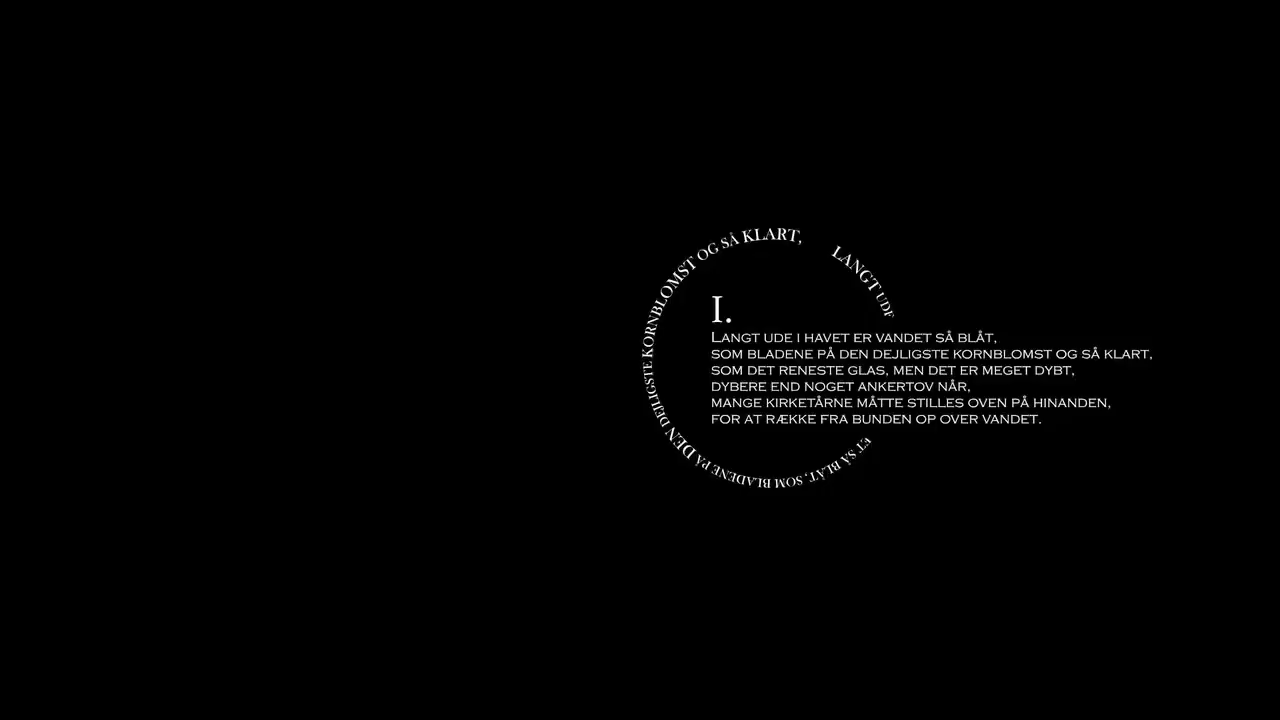 LANGT UDE
ET SÅ BLÅT, SOM BLADENE PÅ DEN DEJLIGSTE KORNBLOMST OG SÅ KLART,
I.
LANGT UDE I HAVET ER VANDET SÅ BLÅT,
SOM BLADENE PÅ DEN DEJLIGSTE KORNBLOMST OG SÅ KLART,
SOM DET RENESTE GLAS, MEN DET ER MEGET DYBT,
DYBERE END NOGET ANKERTOV NÅR,
MANGE KIRKETÅRNE MÅTTE STILLES OVEN PÅ HINANDEN,
FOR AT RÆKKE FRA BUNDEN OP OVER VANDET.